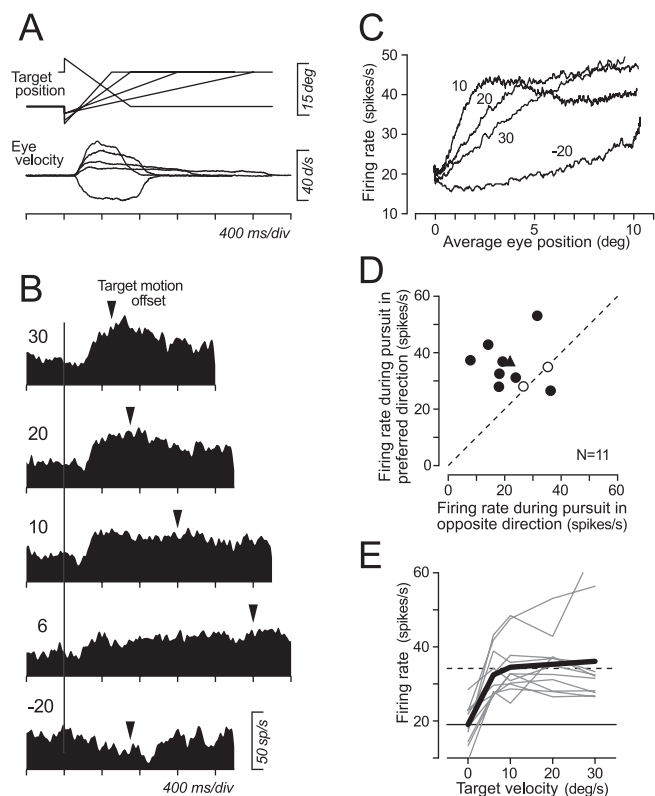 A
Target
position
15 deg
Eye
velocity
40 d/s
400 ms/div
B
Target motion
offset
30
20
10
6
-20
50 sp/s
400 ms/div
C
Firing rate (spikes/s)
50
40
30
20
10
10
20
30
-20
0
5
10
Average eye position (deg)
D
Firing rate during pursuit in
preferred direction (spikes/s)
60
40
20
0
N=11
0
20
40
60
Firing rate during pursuit in
opposite direction (spikes/s)
E
Firing rate (spikes/s)
60
40
20
0
10
20
30
Target velocity (deg/s)